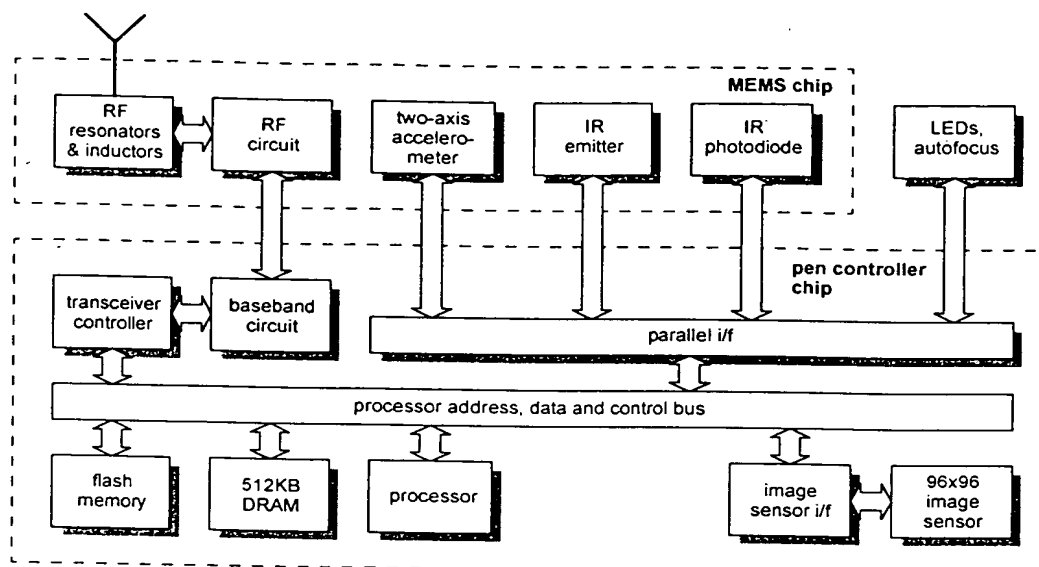 MEMS chip
RF
resonators
& inductors
RF
circuit
two-axis
accelero-
meter
IR
emitter
IR
photodiode
LEDs,
autofocus
pen controller
chip
transceiver
controller
baseband
circuit
parallel i/f
processor address, data and control bus
flash
memory
512KB
DRAM
processor
image
sensor i/f
96x96
image
sensor